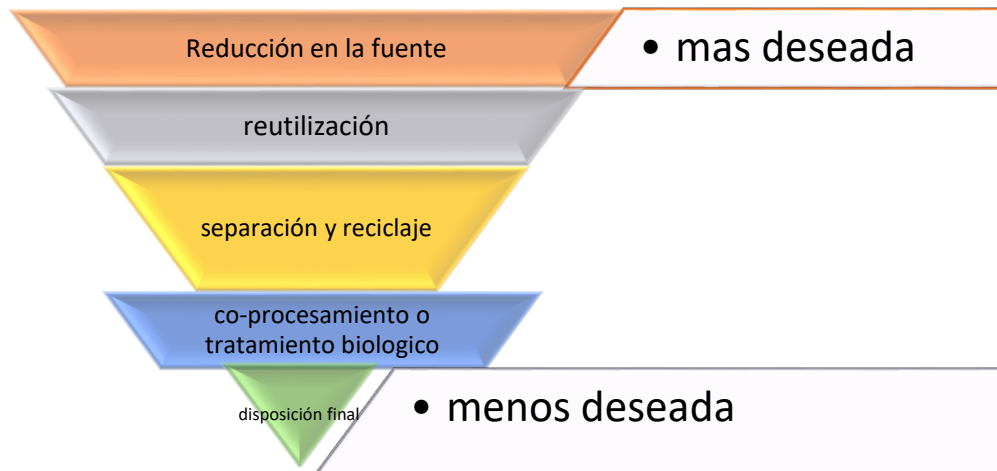 Reducción en la fuente
• mas deseada
reutilización
separación y reciclaje
co-procesamiento o
tratamiento biologico
disposición final
• menos deseada